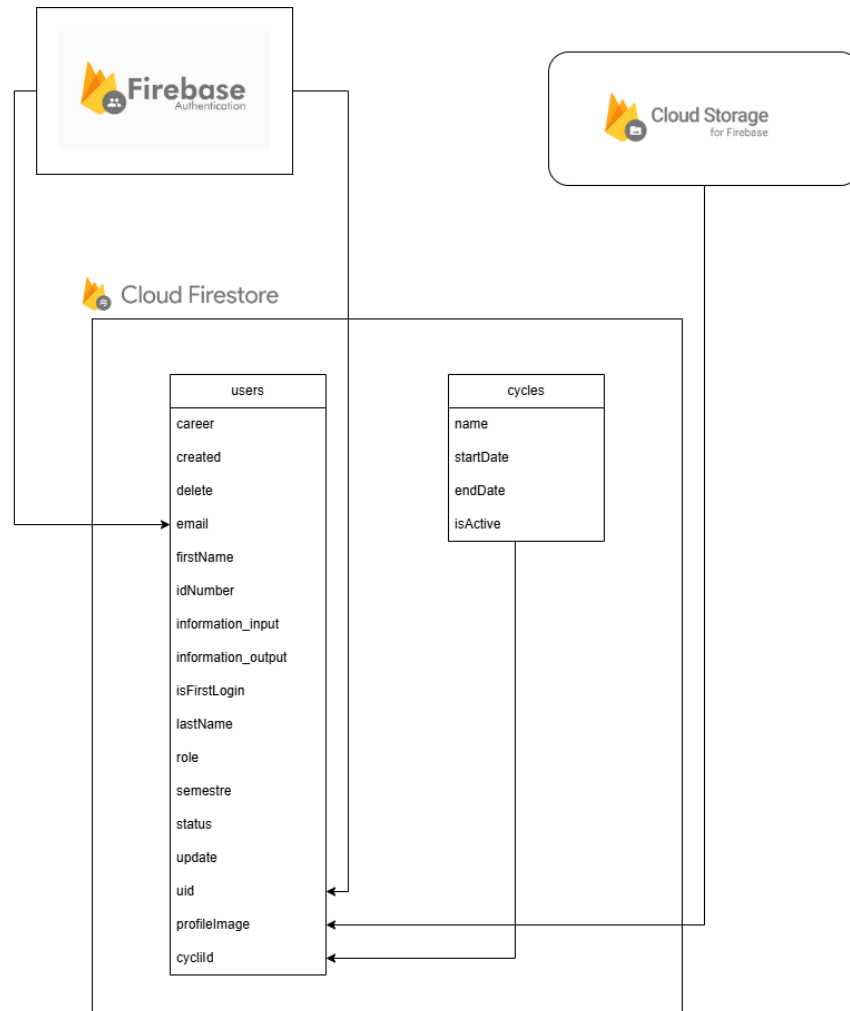 Firebase
Authentication
Cloud Storage
for Firebase
Cloud Firestore
users
career
created
delete
email
firstName
idNumber
information_input
information_output
isFirstLogin
lastName
role
semestre
status
update
uid
profileImage
cycliId
cycles
name
startDate
endDate
isActive